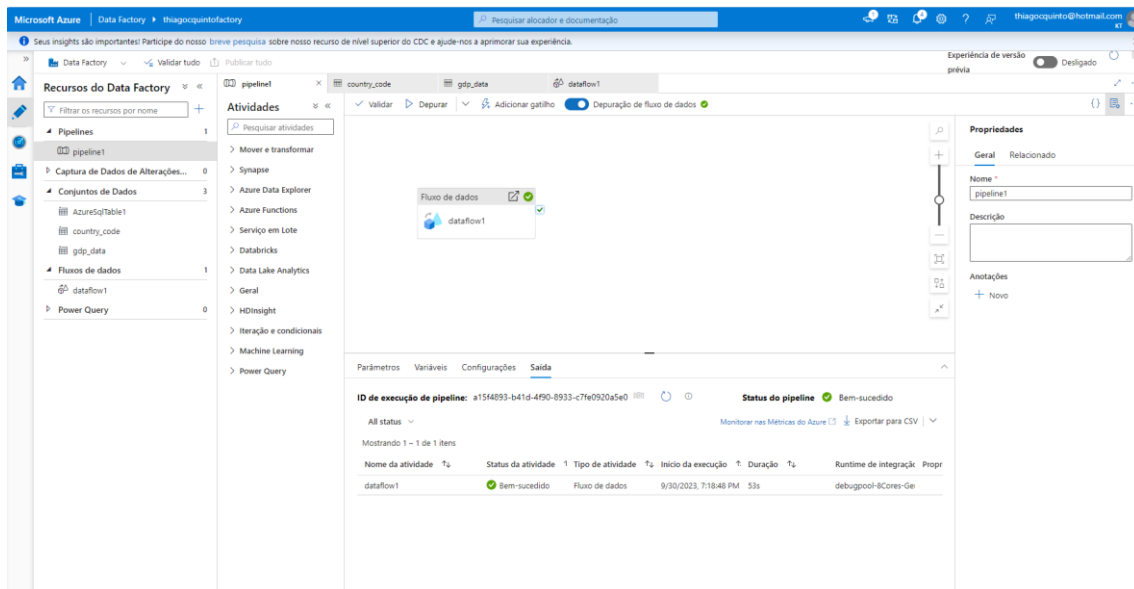 Microsoft Azure | Data Factory ▸ thiagocquintofactory
Pesquisar alocador e documentação
thiagocquinto@hotmail.com
KT
Seus insights são importantes! Participe do nosso breve pesquisa sobre nosso recurso de nível superior do CDC e ajude-nos a aprimorar sua experiência.
Data Factory
Validar tudo
Publicar tudo
Experiência de versão prévia
Desligado
Recursos do Data Factory
Filtrar os recursos por nome
Pipelines 1
pipeline1
Captura de Dados de Alterações... 0
Conjuntos de Dados 3
AzureSqlTable1
country_code
gdp_data
Fluxos de dados 1
dataflow1
Power Query 0
pipeline1
country_code
gdp_data
dataflow1
Atividades
Pesquisar atividades
Mover e transformar
Synapse
Azure Data Explorer
Azure Functions
Serviço em Lote
Databricks
Data Lake Analytics
Geral
HDInsight
Iteração e condicionais
Machine Learning
Power Query
Validar
Depurar
Adicionar gatilho
Depuração de fluxo de dados
Fluxo de dados
dataflow1
Parâmetros Variáveis Configurações Saída
ID de execução de pipeline: a15f4893-b41d-4f90-8933-c7fe0920a5e0
Status do pipeline Bem-sucedido
All status
Monitorar nas Métricas do Azure
Exportar para CSV
Mostrando 1 – 1 de 1 itens
Nome da atividade Status da atividade Tipo de atividade Início da execução Duração Runtime de integração Propr
dataflow1 Bem-sucedido Fluxo de dados 9/30/2023, 7:18:48 PM 53s debugpool-8Cores-Ge
Propriedades
Geral Relacionado
Nome *
pipeline1
Descrição
Anotações
Novo